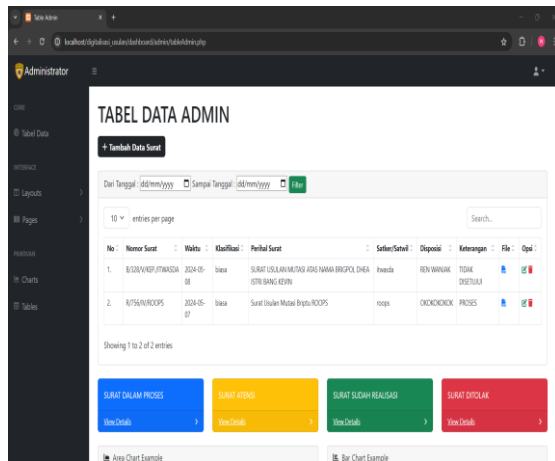 Table Admin
localhost/digitalisasi_usulan/dashboard/admin/tableAdmin.php
Administrator
CORE
Tabel Data
INTERFACE
Layouts
Pages
Charts
Tables
TABEL DATA ADMIN
+ Tambah Data Surat
Dari Tanggal : dd/mm/yyyy Sampai Tanggal : dd/mm/yyyy Filter
10 entries per page Search...
No Nomor Surat Waktu Klasifikasi Perihal Surat Satker/Satwil Disposisi Keterangan File Opsi
1. B/328/V/KEP./ITWASDA 2024-05- biasa SURAT USULAN MUTASI ATAS NAMA BRIGPOL DHEA itwasda REN WANJAK TIDAK
08 ISTRI BANG KEVIN DISETUJUI
2. R/756/IV/ROOPS 2024-05- biasa Surat Usulan Mutasi Briptu ROOPS roops OKOKOKOKOK PROSES
07
Showing 1 to 2 of 2 entries
SURAT DALAM PROSES SURAT ATENSI SURAT SUDAH REALISASI SURAT DITOLAK
View Details View Details View Details View Details
Area Chart Example Bar Chart Example